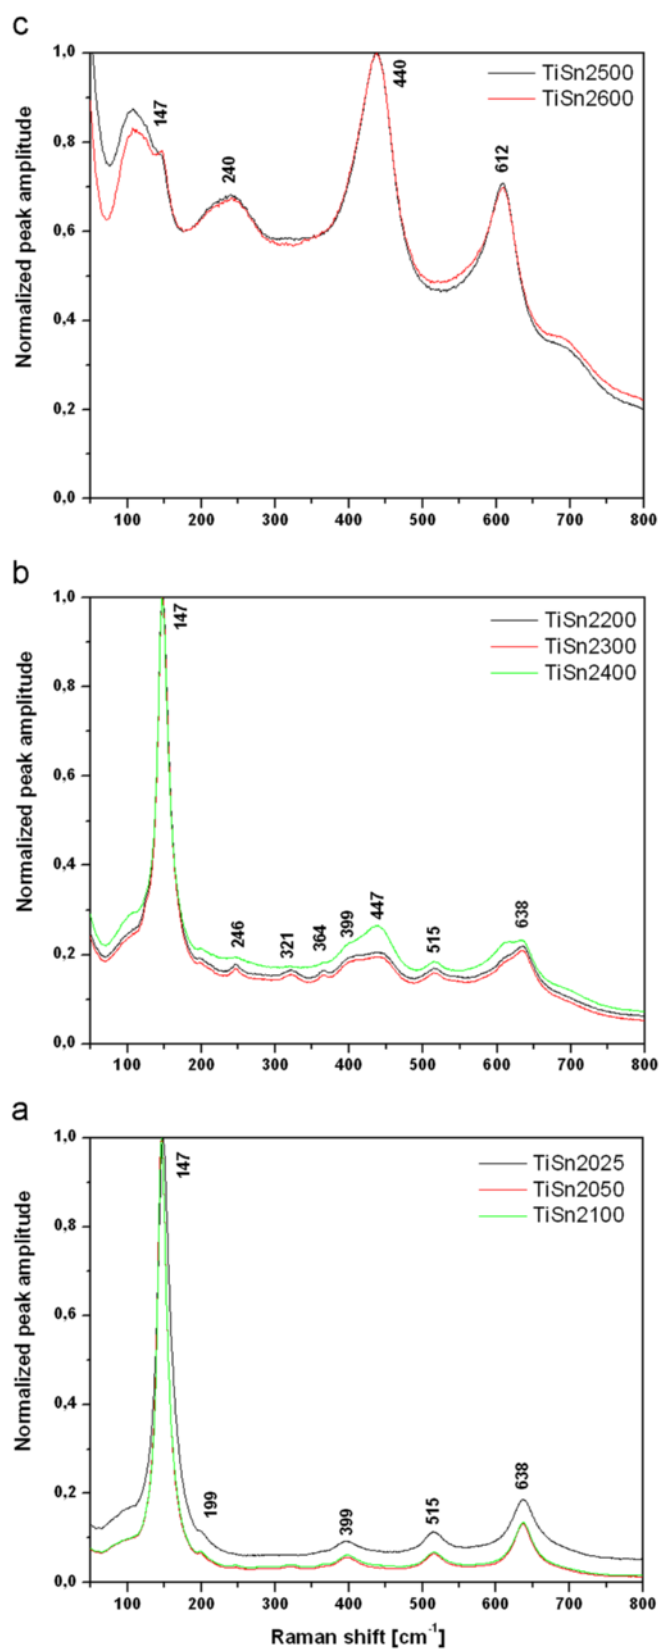 c
1,0
0,8
0,6
0,4
0,2
0,0
Normalized peak amplitude
147
240
440
612
TiSn2500
TiSn2600
100 200 300 400 500 600 700 800
b
1,0
0,8
0,6
0,4
0,2
0,0
Normalized peak amplitude
147
246
321
364
399
447
515
638
TiSn2200
TiSn2300
TiSn2400
100 200 300 400 500 600 700 800
a
1,0
0,8
0,6
0,4
0,2
0,0
Normalized peak amplitude
147
199
399
515
638
TiSn2025
TiSn2050
TiSn2100
100 200 300 400 500 600 700 800
Raman shift [cm⁻¹]